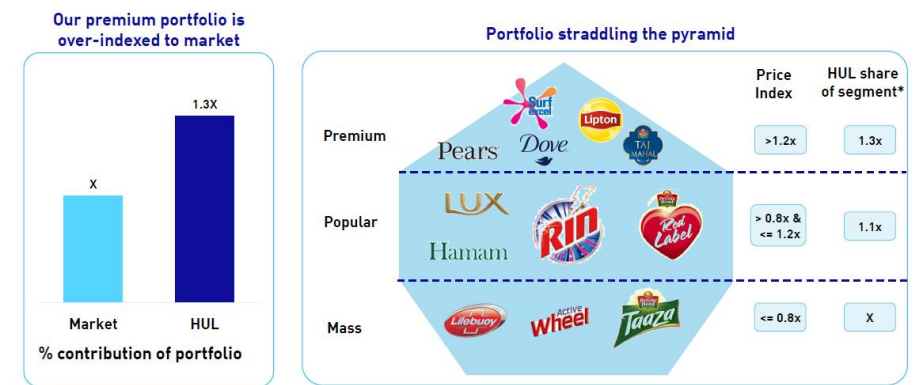 Our premium portfolio is
over-indexed to market
1.3X
X
Market
HUL
% contribution of portfolio
Portfolio straddling the pyramid
Price
Index
HUL share
of segment*
Premium
Surf
excel
Lipton
Pears
Dove
TAJ
MAHAL
>1.2x
1.3x
Popular
LUX
Hamam
RIN
Red
Label
> 0.8x &
<= 1.2x
1.1x
Mass
Lifebuoy
Active
Wheel
Taaza
<= 0.8x
X